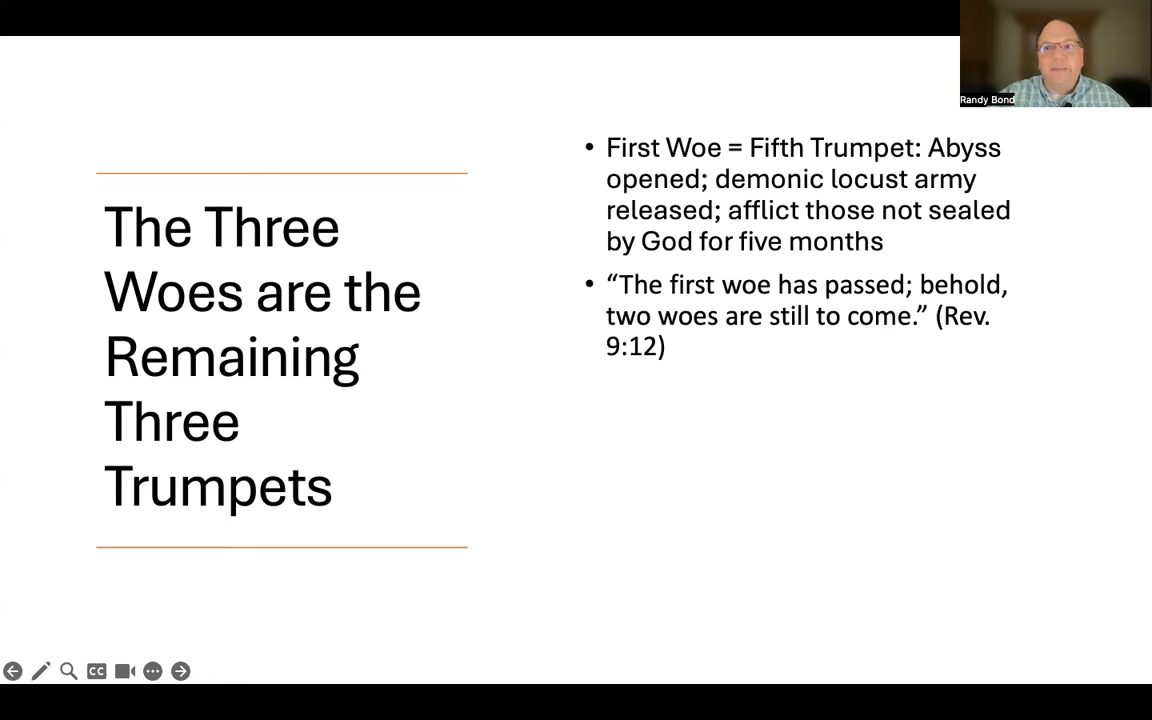 Randy Bond
The Three
Woes are the
Remaining
Three
Trumpets
• First Woe = Fifth Trumpet: Abyss
opened; demonic locust army
released; afflict those not sealed
by God for five months
• “The first woe has passed; behold,
two woes are still to come.” (Rev.
9:12)
CC